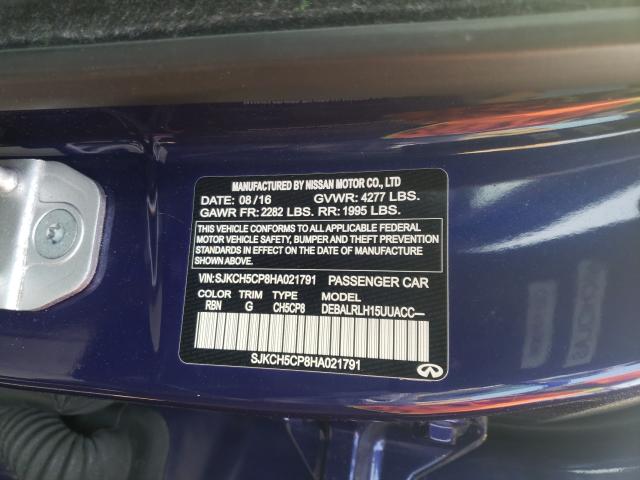 MANUFACTURED BY NISSAN MOTOR CO., LTD
DATE: 08/16 GVWR: 4277 LBS.
GAWR FR: 2282 LBS. RR: 1995 LBS.
THIS VEHICLE CONFORMS TO ALL APPLICABLE FEDERAL
MOTOR VEHICLE SAFETY, BUMPER AND THEFT PREVENTION
STANDARDS IN EFFECT ON THE DATE OF MANUFACTURE
SHOWN ABOVE.
VIN:SJKCH5CP8HA021791 PASSENGER CAR
COLOR TRIM TYPE MODEL
RBN G CH5CP8 DEBALRLH15UUACC—
SJKCH5CP8HA021791